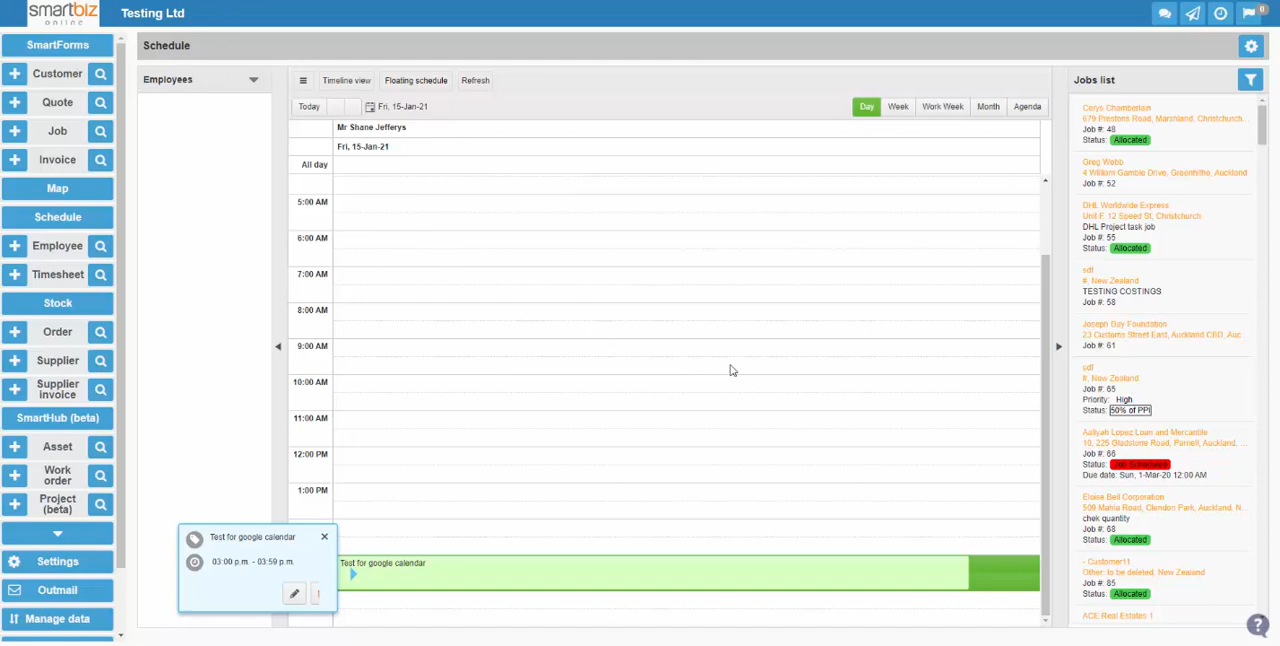 smartbiz
online
Testing Ltd
0
SmartForms
Customer
Quote
Job
Invoice
Map
Schedule
Employee
Timesheet
Stock
Order
Supplier
Supplier
invoice
SmartHub (beta)
Asset
Work
order
Project
(beta)
Settings
Outmail
Manage data
Schedule
Employees
Timeline view
Floating schedule
Refresh
Today
Fri, 15-Jan-21
Day
Week
Work Week
Month
Agenda
Mr Shane Jefferys
Fri, 15-Jan-21
All day
5:00 AM
6:00 AM
7:00 AM
8:00 AM
9:00 AM
10:00 AM
11:00 AM
12:00 PM
1:00 PM
Test for google calendar
03:00 p.m. - 03:59 p.m.
Test for google calendar
Jobs list
Cerys Chamberlain
679 Prestons Road, Marshland, Christchurch...
Job #: 48
Status: Allocated
Greg Webb
4 William Gamble Drive, Greenhithe, Auckland
Job #: 52
DHL Worldwide Express
Unit F, 12 Speed St, Christchurch
DHL Project task job
Job #: 55
Status: Allocated
sdf
#, New Zealand
TESTING COSTINGS
Job #: 58
Joseph Day Foundation
23 Customs Street East, Auckland CBD, Auc...
Job #: 61
sdf
#, New Zealand
Job #: 65
Priority: High
Status: 50% of PPI
Aaliyah Lopez Loan and Mercantile
10, 225 Gladstone Road, Parnell, Auckland, ...
Job #: 66
Status:
Due date: Sun, 1-Mar-20 12:00 AM
Eloise Bell Corporation
509 Mahia Road, Clendon Park, Auckland, N...
chek quantity
Job #: 68
Status: Allocated
- Customer11
Other: to be deleted, New Zealand
Job #: 85
Status: Allocated
ACE Real Estates 1
?